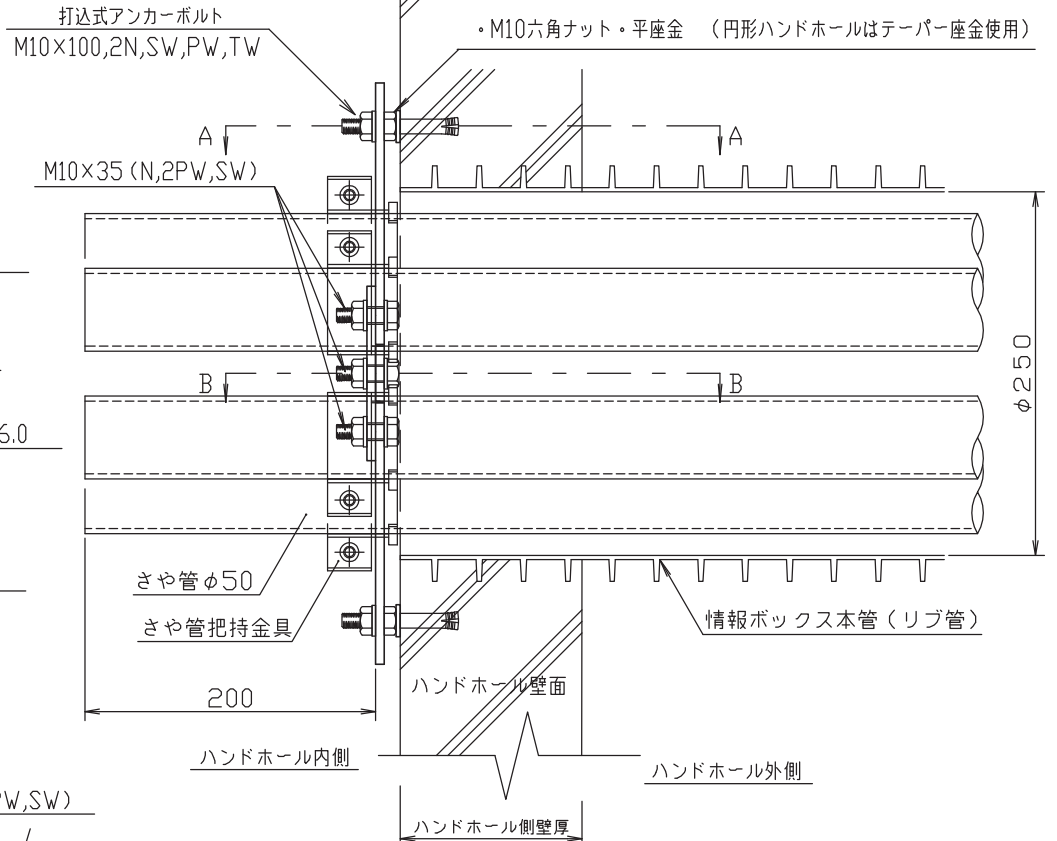 打込式アンカーボルト
M10×100,2N,SW,PW,TW
・M10六角ナット・平座金　（円形ハンドホールはテーパー座金使用）
A
A
M10×35(N,2PW,SW)
B
B
φ250
6.0
さや管φ50
さや管把持金具
情報ボックス本管（リブ管）
200
ハンドホール壁面
ハンドホール内側
ハンドホール外側
PW,SW)
ハンドホール側壁厚